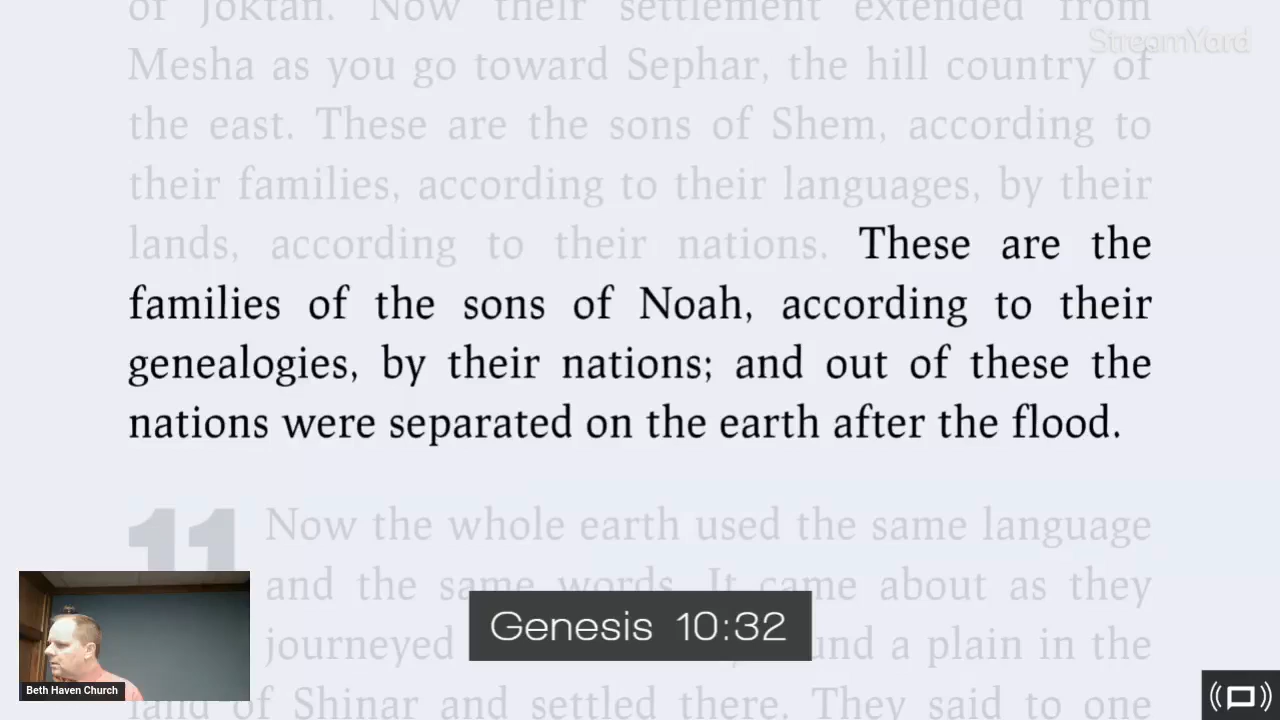 of Joktan. Now their settlement extended from
StreamYard
Mesha as you go toward Sephar, the hill country of
the east. These are the sons of Shem, according to
their families, according to their languages, by their
lands, according to their nations. These are the
families of the sons of Noah, according to their
genealogies, by their nations; and out of these the
nations were separated on the earth after the flood.
11 Now the whole earth used the same language
and the same words. It came about as they
journeyed a plain in the
Genesis 10:32
Beth Haven Church
land of Shinar and settled there. They said to one